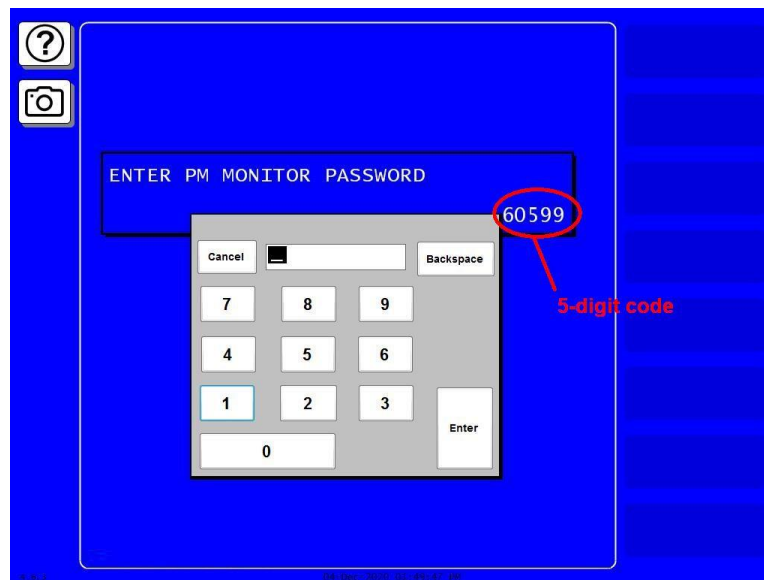 ?
ENTER PM MONITOR PASSWORD
60599
Cancel
Backspace
7 8 9
5-digit code
4 5 6
1 2 3
Enter
0